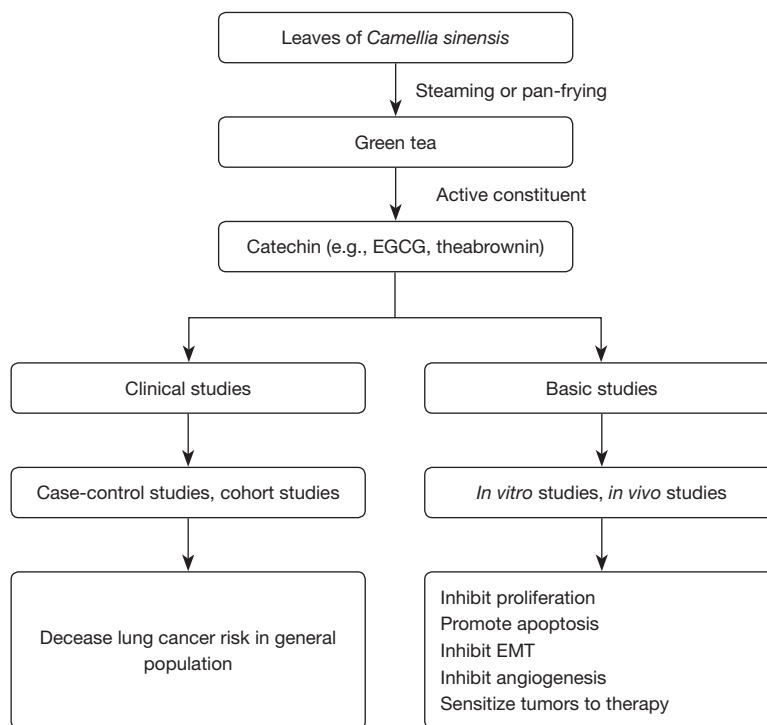 Leaves of Camellia sinensis
Steaming or pan-frying
Green tea
Active constituent
Catechin (e.g., EGCG, theabrownin)
Clinical studies
Basic studies
Case-control studies, cohort studies
In vitro studies, in vivo studies
Decease lung cancer risk in general
population
Inhibit proliferation
Promote apoptosis
Inhibit EMT
Inhibit angiogenesis
Sensitize tumors to therapy